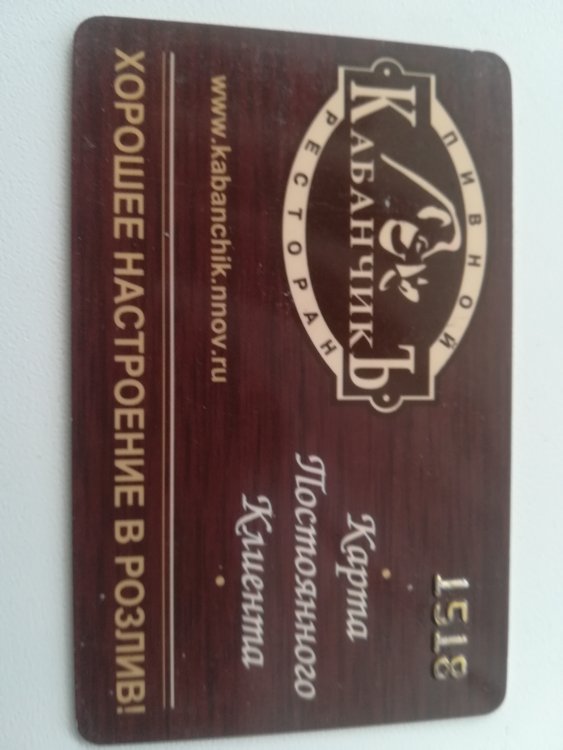 ПИВНОЙ
КАБАНЧИКЪ
РЕСТОРАН
1518
Карта
Постоянного
Клиента
www.kabanchik.nnov.ru
ХОРОШЕЕ НАСТРОЕНИЕ В РОЗЛИВ!